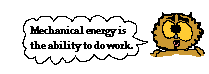 Mechanical energy is
the ability to do work.